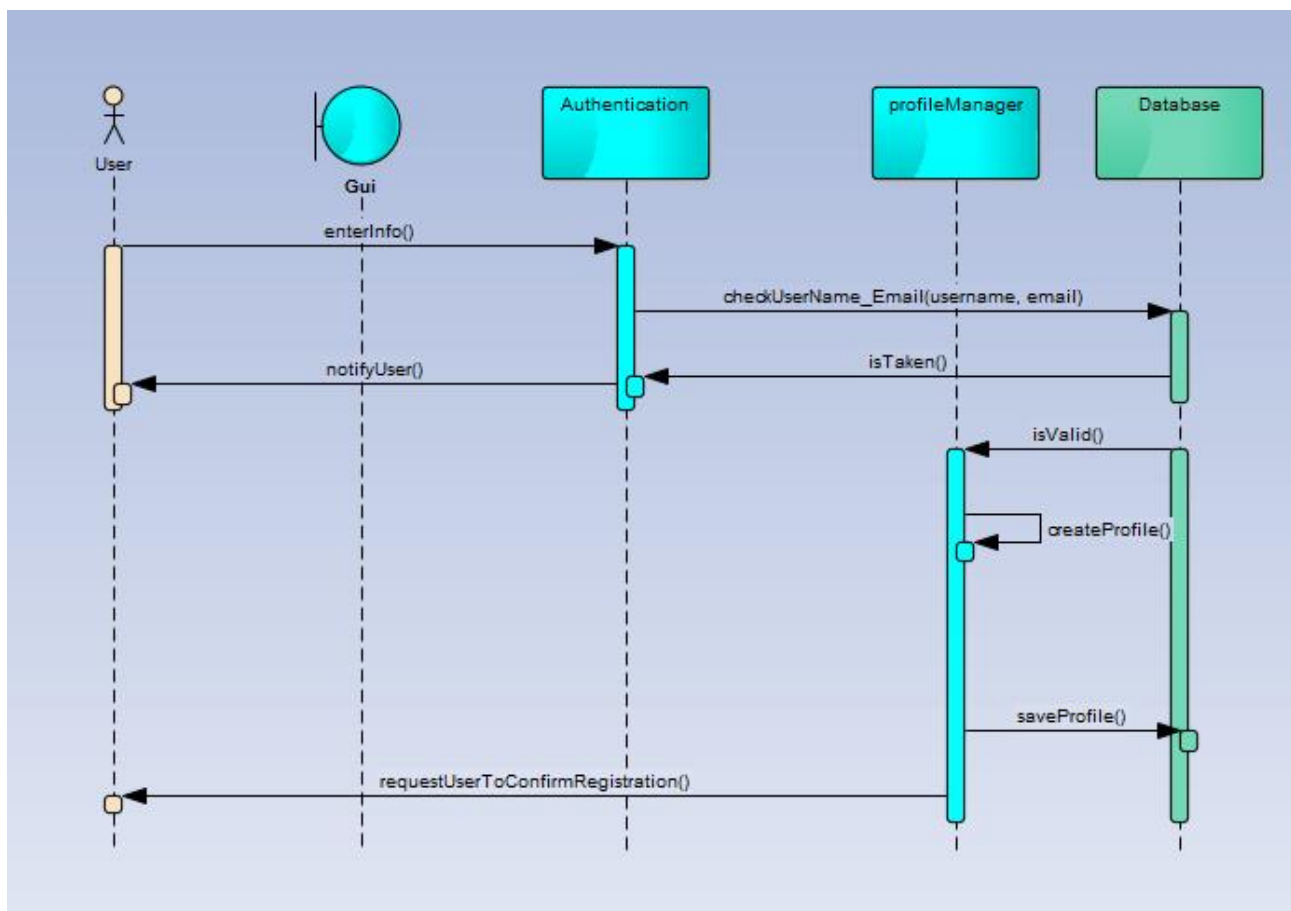 User
Gui
Authentication
profileManager
Database
enterInfo()
checkUserName_Email(username, email)
isTaken()
notifyUser()
isValid()
createProfile()
saveProfile()
requestUserToConfirmRegistration()